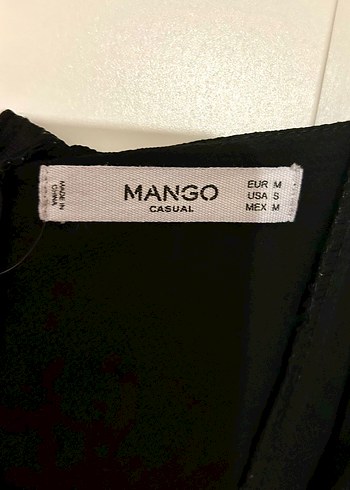 MADE IN
CHINA
MANGO
CASUAL
EUR M
USA S
MEX M